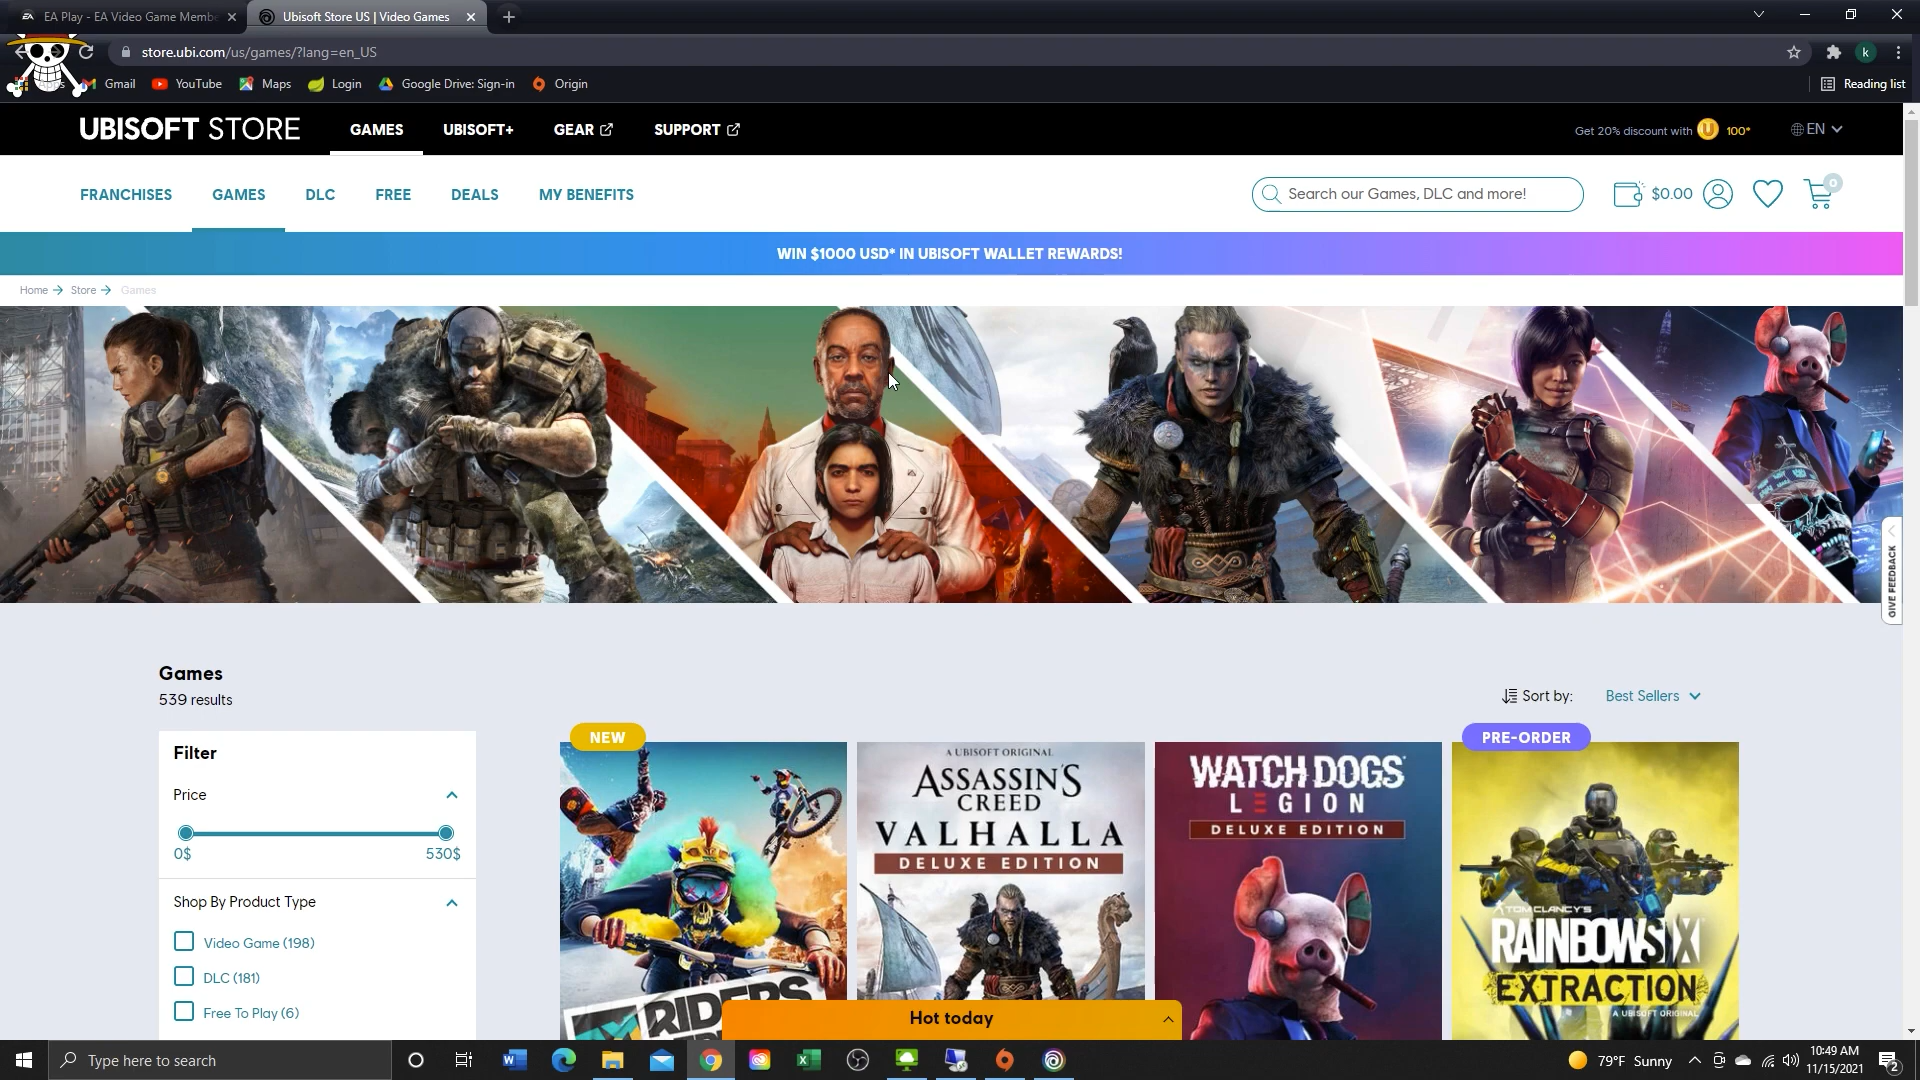 EA Play - EA Video Game Membe
Ubisoft Store US | Video Games
store.ubi.com/us/games/?lang=en_US
Gmail
YouTube
Maps
Login
Google Drive: Sign-in
Origin
Reading list
k
UBISOFT STORE
GAMES
UBISOFT+
GEAR
SUPPORT
Get 20% discount with
100*
EN
FRANCHISES
GAMES
DLC
FREE
DEALS
MY BENEFITS
Search our Games, DLC and more!
$0.00
0
WIN $1000 USD* IN UBISOFT WALLET REWARDS!
Home
Store
Games
GIVE FEEDBACK
Games
539 results
Sort by:
Best Sellers
Filter
Price
0$
530$
Shop By Product Type
Video Game (198)
DLC (181)
Free To Play (6)
NEW
RIDERS
A UBISOFT ORIGINAL
ASSASSIN'S
CREED
VALHALLA
DELUXE EDITION
WATCH DOGS
LEGION
DELUXE EDITION
PRE-ORDER
TOM CLANCY'S
RAINBOW SIX
EXTRACTION
A UBISOFT ORIGINAL
Hot today
Type here to search
79°F Sunny
10:49 AM
11/15/2021
2